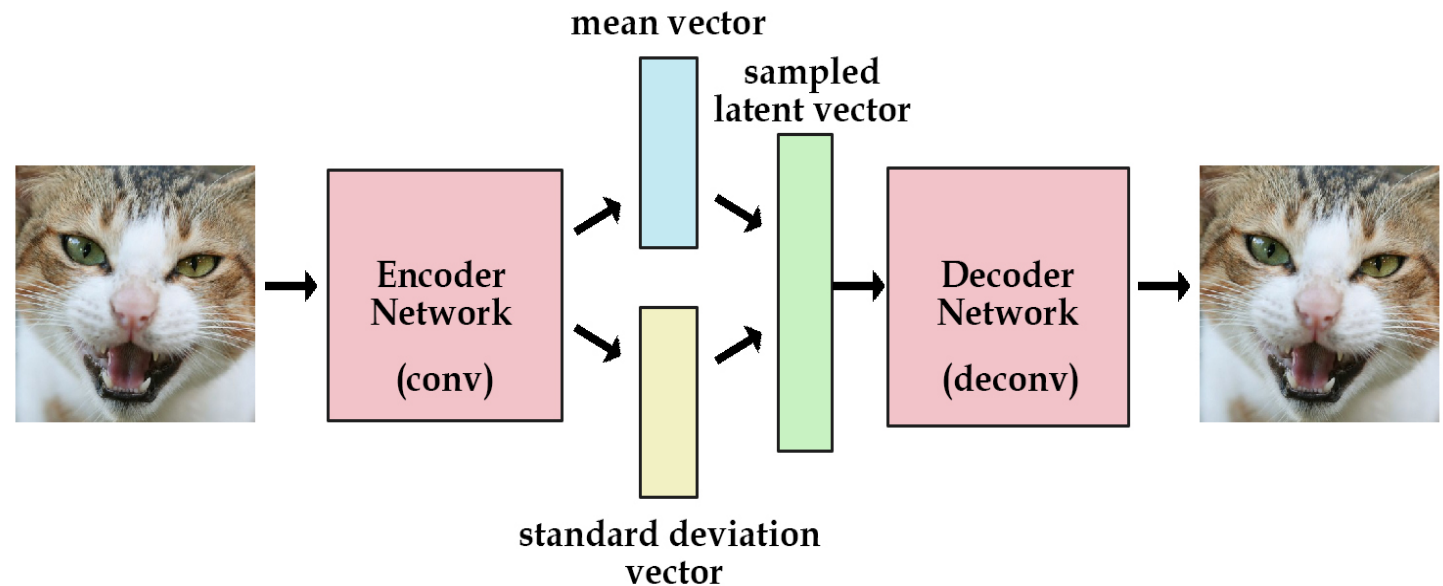 mean vector
sampled
latent vector
Encoder
Network
(conv)
Decoder
Network
(deconv)
standard deviation
vector